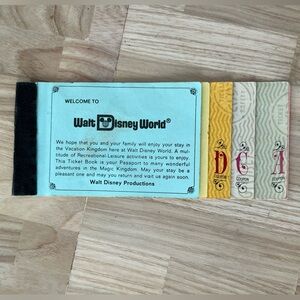 WELCOME TO
Walt Disney World®
We hope that you and your family will enjoy your stay in
the Vacation Kingdom here at Walt Disney World. A mul-
titude of Recreational-Leisure activities is yours to enjoy.
This Ticket Book is your Passport to many wonderful
adventures in the Magic Kingdom. May your stay be a
pleasant one and may you return and visit us again soon.
Walt Disney Productions
D C A
COUPON